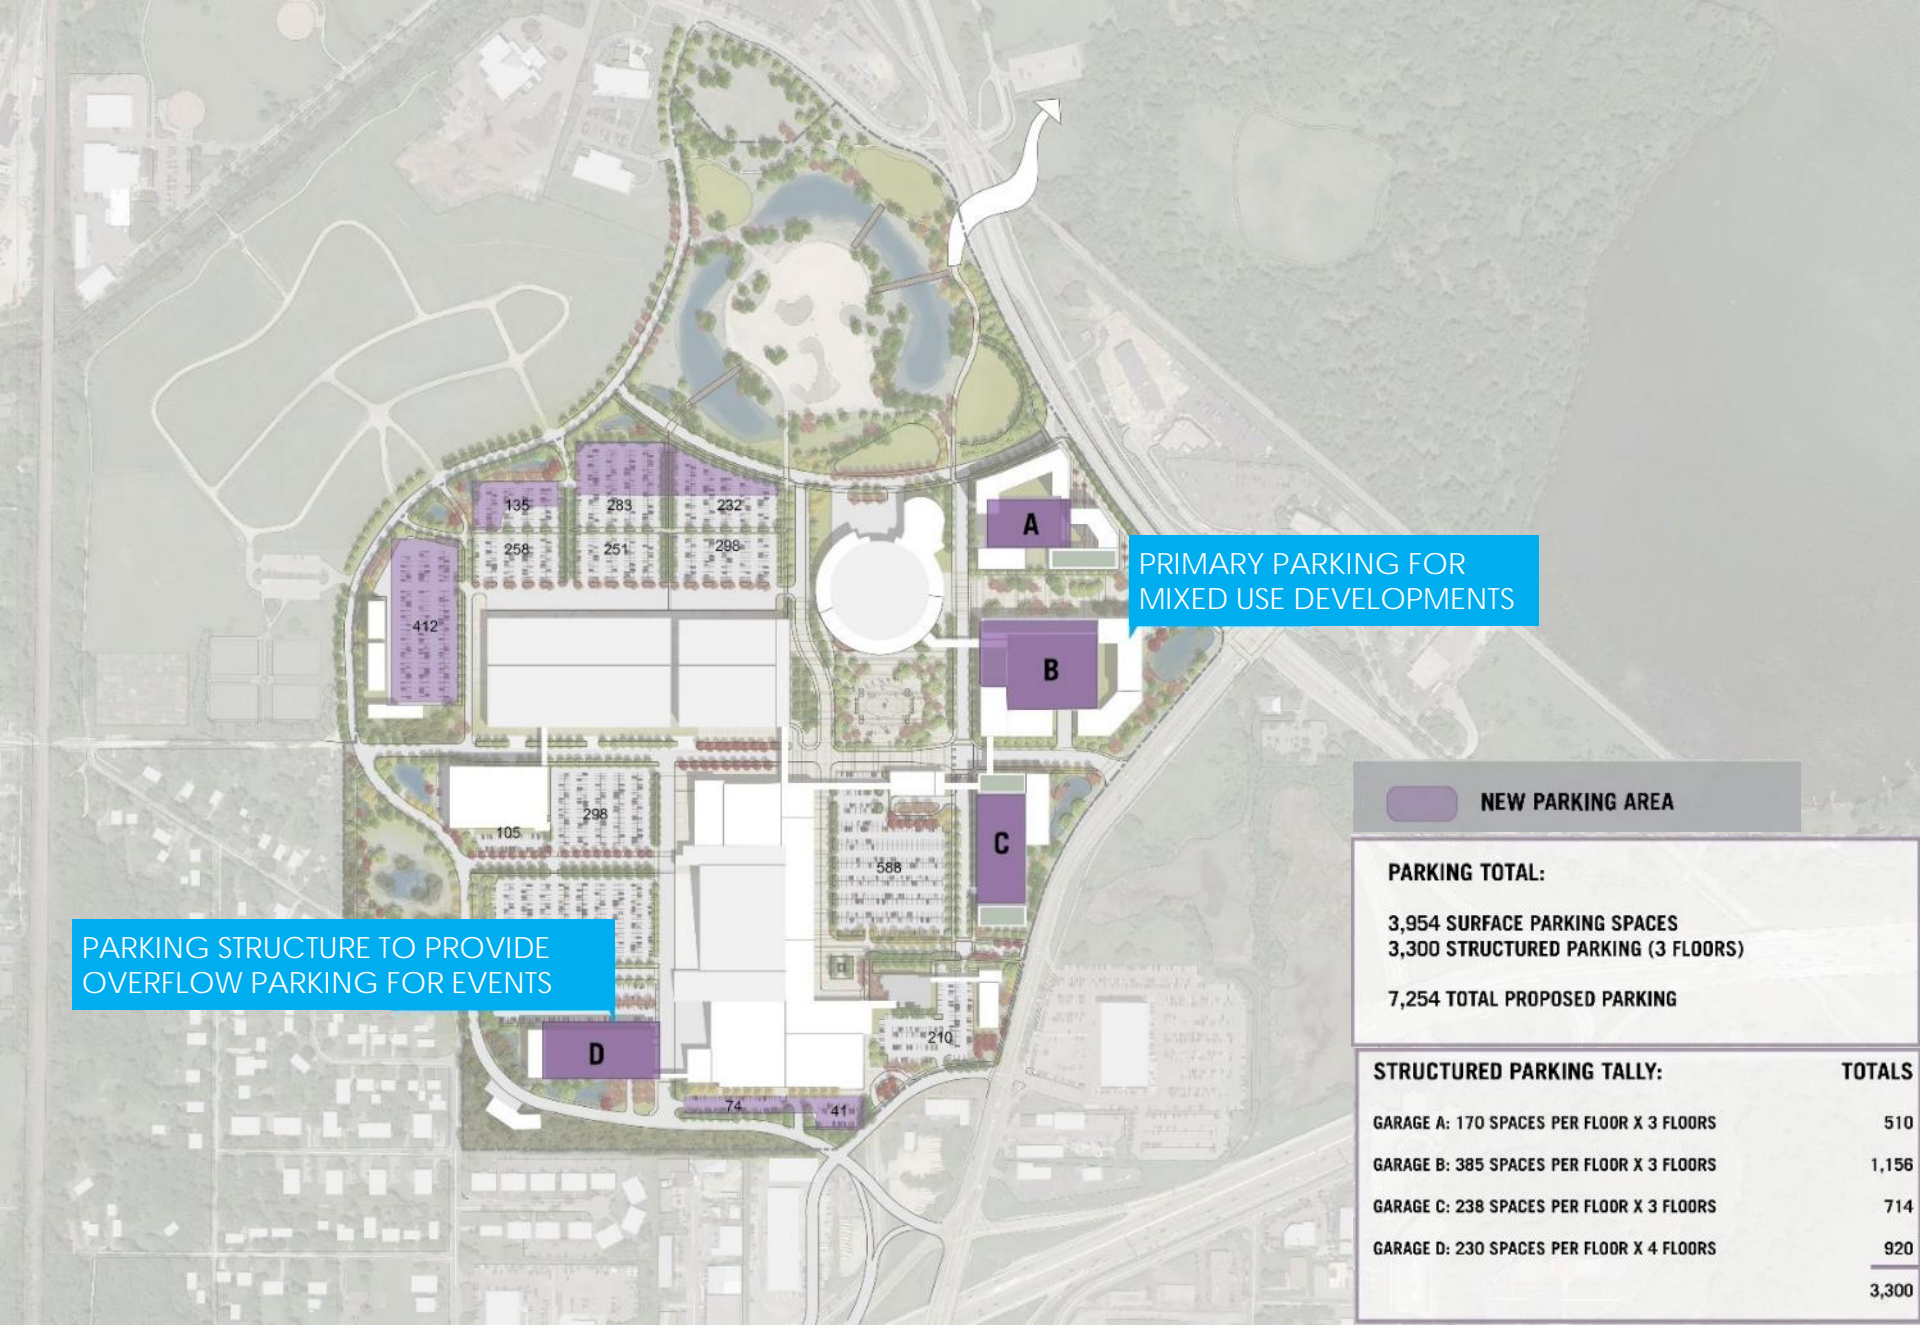 135
283
232
258
251
298
412
A
PRIMARY PARKING FOR
MIXED USE DEVELOPMENTS
B
298
105
588
C
PARKING STRUCTURE TO PROVIDE
OVERFLOW PARKING FOR EVENTS
D
210
74
41
NEW PARKING AREA
PARKING TOTAL:
3,954 SURFACE PARKING SPACES
3,300 STRUCTURED PARKING (3 FLOORS)
7,254 TOTAL PROPOSED PARKING
STRUCTURED PARKING TALLY: TOTALS
GARAGE A: 170 SPACES PER FLOOR X 3 FLOORS 510
GARAGE B: 385 SPACES PER FLOOR X 3 FLOORS 1,156
GARAGE C: 238 SPACES PER FLOOR X 3 FLOORS 714
GARAGE D: 230 SPACES PER FLOOR X 4 FLOORS 920
3,300